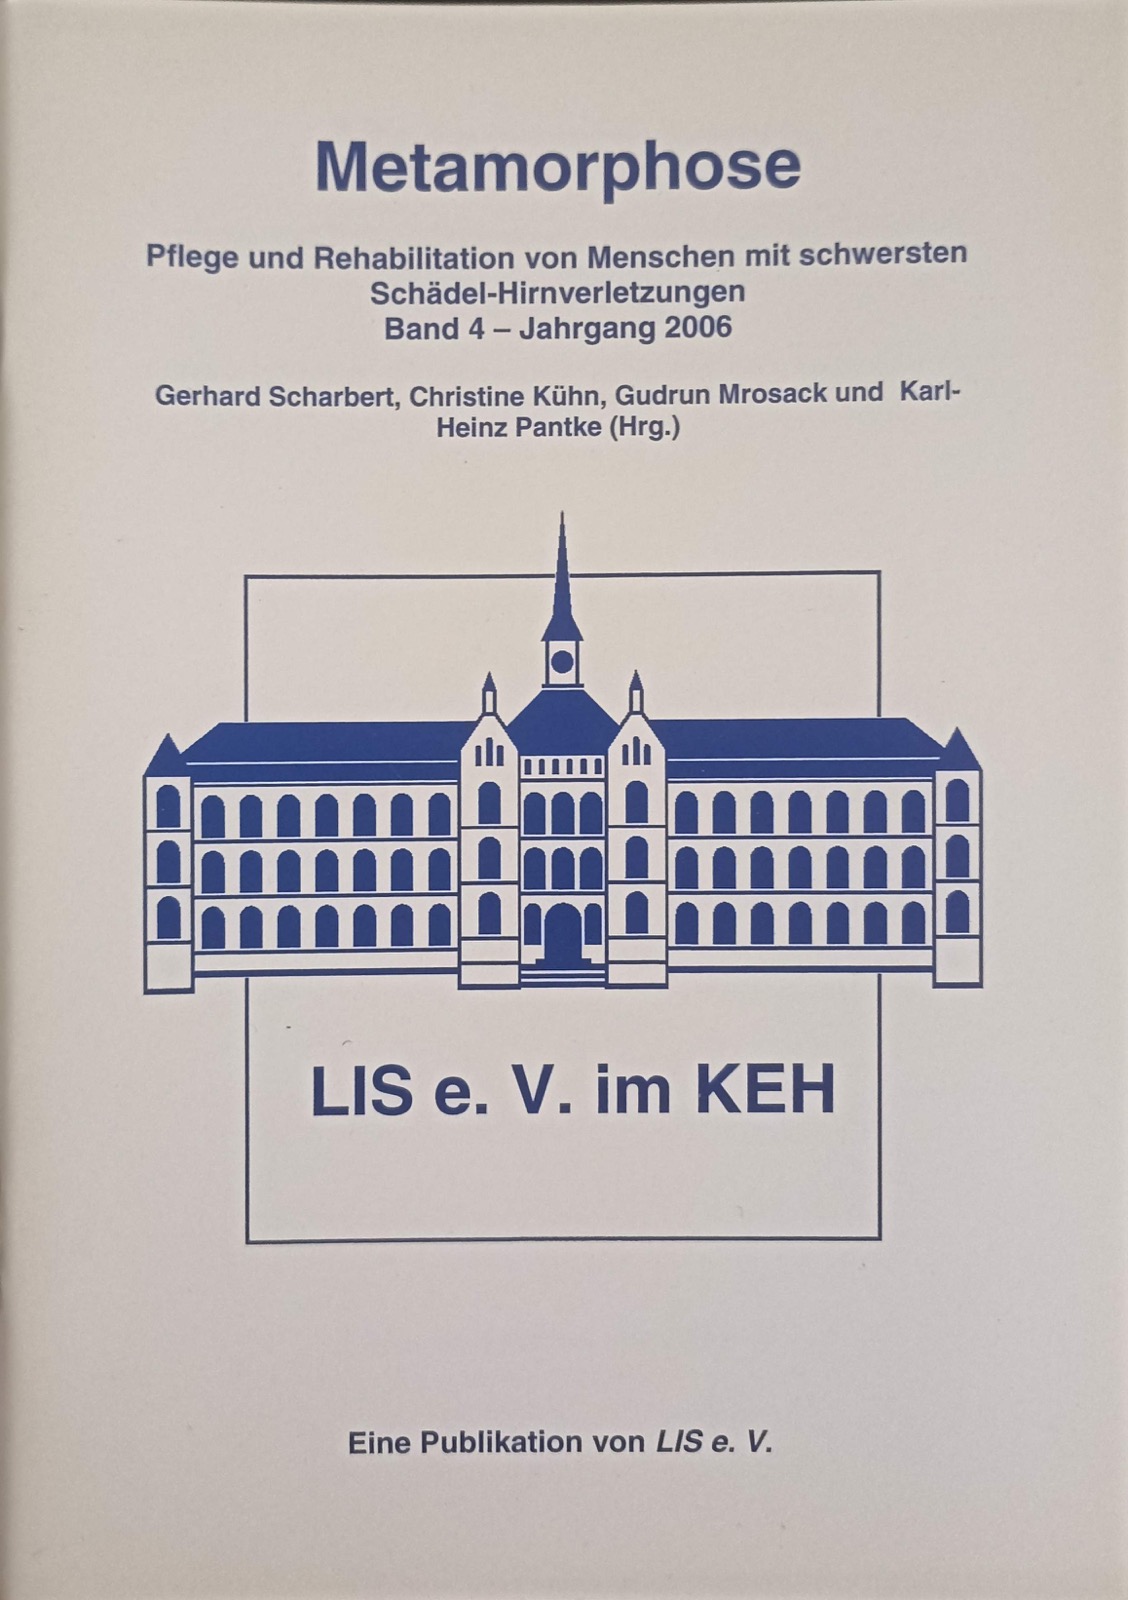 Metamorphose
Pflege und Rehabilitation von Menschen mit schwersten
Schädel-Hirnverletzungen
Band 4 – Jahrgang 2006
Gerhard Scharbert, Christine Kühn, Gudrun Mrosack und Karl-
Heinz Pantke (Hrg.)
LIS e. V. im KEH
Eine Publikation von LIS e. V.